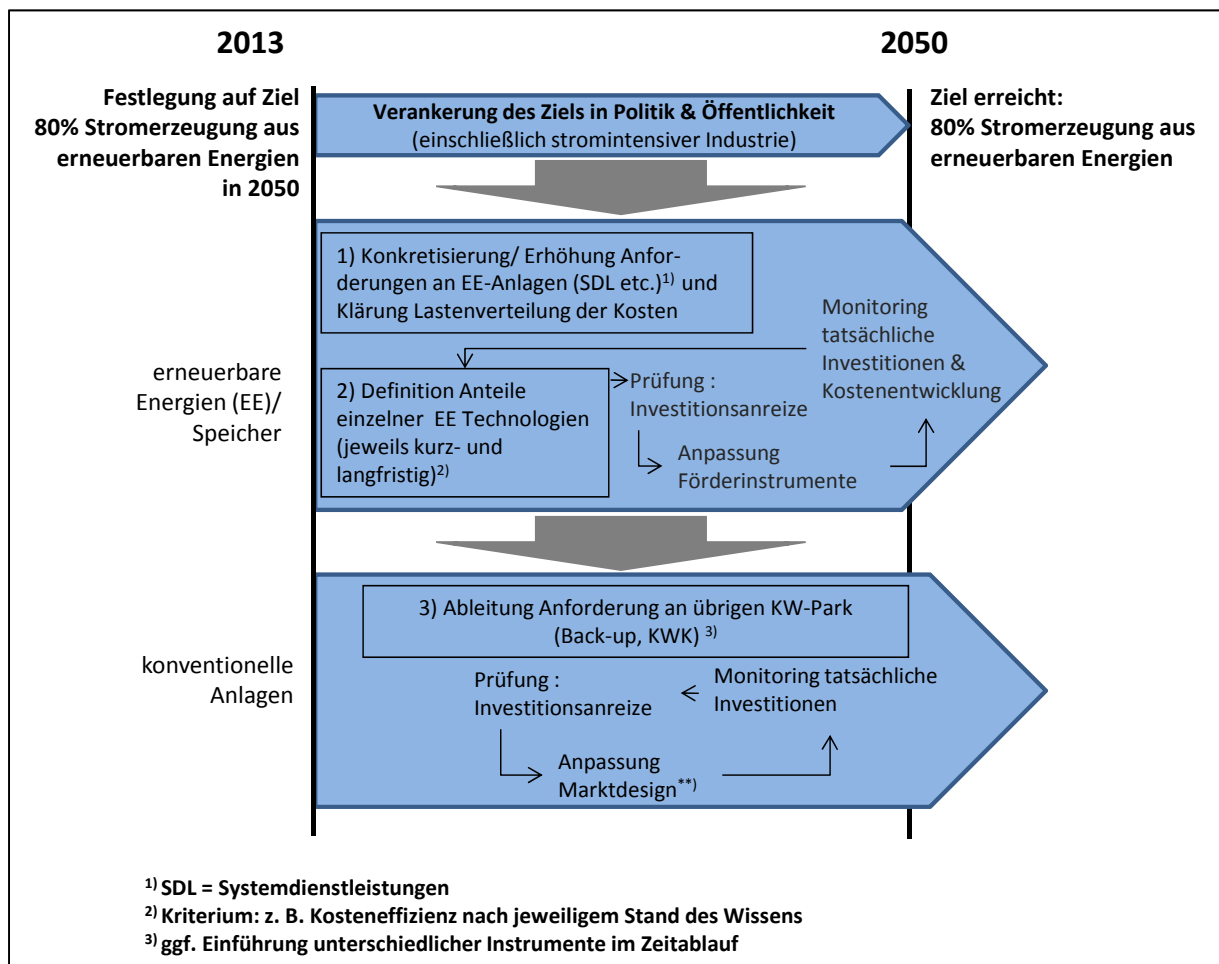 2013
2050
Festlegung auf Ziel
80% Stromerzeugung aus
erneuerbaren Energien
in 2050
Verankerung des Ziels in Politik & Öffentlichkeit
(einschließlich stromintensiver Industrie)
Ziel erreicht:
80% Stromerzeugung aus
erneuerbaren Energien
erneuerbare
Energien (EE)/
Speicher
1) Konkretisierung/ Erhöhung Anfor-
derungen an EE-Anlagen (SDL etc.)1) und
Klärung Lastenverteilung der Kosten
2) Definition Anteile
einzelner EE Technologien
(jeweils kurz- und
langfristig)2)
Prüfung :
Investitionsanreize
Anpassung
Förderinstrumente
Monitoring
tatsächliche
Investitionen &
Kostenentwicklung
konventionelle
Anlagen
3) Ableitung Anforderung an übrigen KW-Park
(Back-up, KWK) 3)
Prüfung :
Investitionsanreize
Monitoring tatsächliche
Investitionen
Anpassung
Marktdesign**)
1) SDL = Systemdienstleistungen
2) Kriterium: z. B. Kosteneffizienz nach jeweiligem Stand des Wissens
3) ggf. Einführung unterschiedlicher Instrumente im Zeitablauf